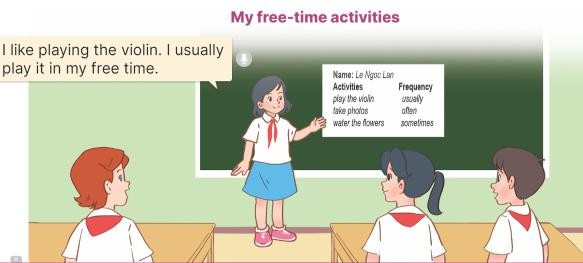 My free-time activities
I like playing the violin. I usually
play it in my free time.
Name: Le Ngoc Lan
Activities Frequency
play the violin usually
take photos often
water the flowers sometimes